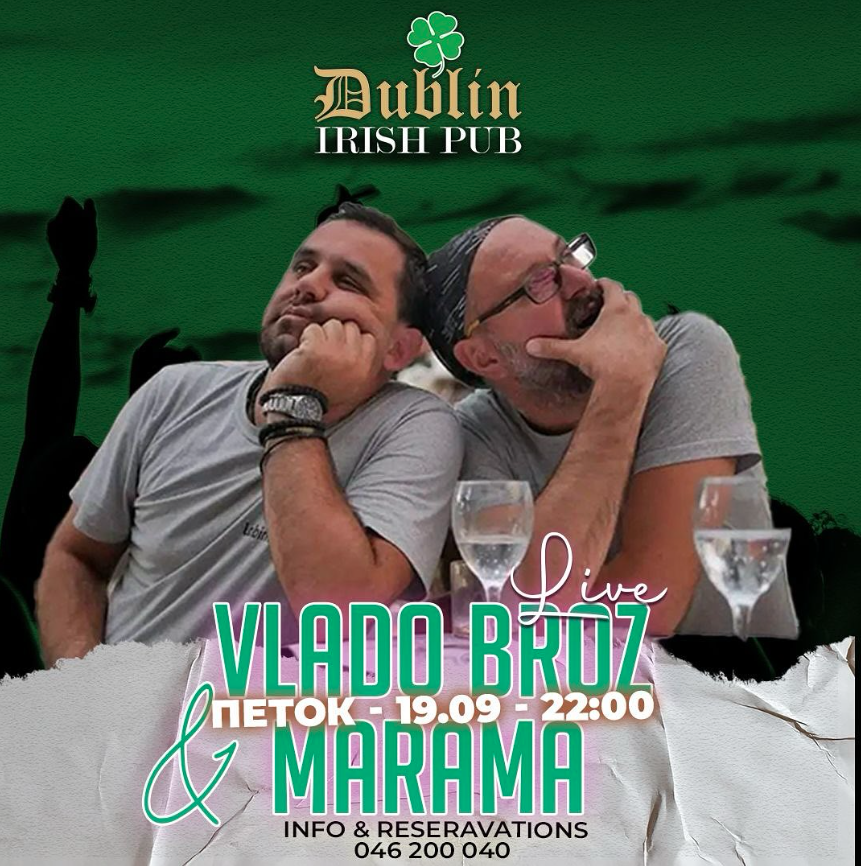 Dublin
IRISH PUB
Live
VLADO BROZ
ПЕТОК - 19.09 - 22:00
& MARAMA
INFO & RESERAVATIONS
046 200 040